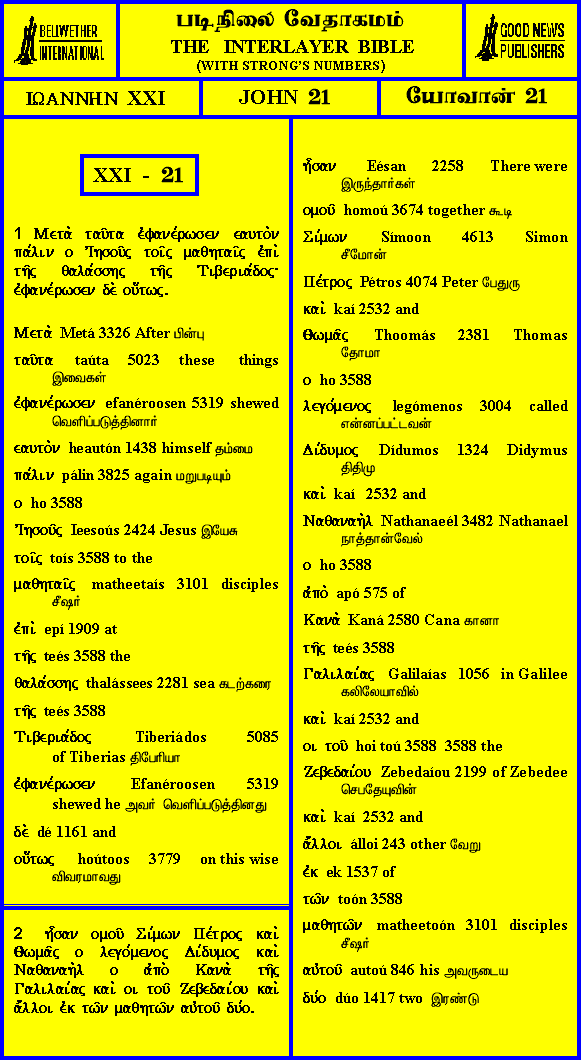 BELLWETHER
INTERNATIONAL
படிநிலை வேதாகமம்
THE INTERLAYER BIBLE
(WITH STRONG'S NUMBERS)
GOOD NEWS
PUBLISHERS
ΙΩΑΝΝΗΝ XXI
JOHN 21
யோவான் 21
XXI - 21
1 Μετὰ ταῦτα ἐφανέρωσεν εαυτὸν
πάλιν ο Ἰησοῦς τοῖς μαθηταῖς ἐπὶ
τῆς θαλάσσης τῆς Τιβεριάδος·
ἐφανέρωσεν δὲ οὕτως.
Μετὰ Metá 3326 After பின்பு
ταῦτα taúta 5023 these things
இவைகள்
ἐφανέρωσεν efanéroosen 5319 shewed
வெளிப்படுத்தினார்
εαυτὸν heautón 1438 himself தம்மை
πάλιν pálin 3825 again மறுபடியும்
ο ho 3588
Ἰησοῦς Ieesoús 2424 Jesus இயேசு
τοῖς toís 3588 to the
μαθηταῖς matheetaís 3101 disciples
சீஷர்
ἐπὶ epí 1909 at
τῆς teés 3588 the
θαλάσσης thalássees 2281 sea கடற்கரை
τῆς teés 3588
Τιβεριάδος Tiberiádos 5085
of Tiberias திபேரியா
ἐφανέρωσεν Efanéroosen 5319
shewed he அவர் வெளிப்படுத்தினது
δὲ dé 1161 and
οὕτως hoútoos 3779 on this wise
விவரமாவது
2 ἦσαν ομοῦ Σίμων Πέτρος καὶ
Θωμᾶς ο λεγόμενος Δίδυμος καὶ
Ναθαναὴλ ο ἀπὸ Κανὰ τῆς
Γαλιλαίας καὶ οι τοῦ Ζεβεδαίου καὶ
ἄλλοι ἐκ τῶν μαθητῶν αὐτοῦ δύο.
ἦσαν Eésan 2258 There were
இருந்தார்கள்
ομοῦ homoú 3674 together கூடி
Σίμων Símoon 4613 Simon
சீமோன்
Πέτρος Pétros 4074 Peter பேதுரு
καὶ kaí 2532 and
Θωμᾶς Thoomás 2381 Thomas
தோமா
ο ho 3588
λεγόμενος legómenos 3004 called
என்னப்பட்டவன்
Δίδυμος Dídumos 1324 Didymus
திதிமு
καὶ kaí 2532 and
Ναθαναὴλ Nathanaeél 3482 Nathanael
நாத்தான்வேல்
ο ho 3588
ἀπὸ apó 575 of
Κανὰ Kaná 2580 Cana கானா
τῆς teés 3588
Γαλιλαίας Galilaías 1056 in Galilee
கலிலேயாவில்
καὶ kaí 2532 and
οι τοῦ hoi toú 3588 3588 the
Ζεβεδαίου Zebedaíou 2199 of Zebedee
செபதேயுவின்
καὶ kaí 2532 and
ἄλλοι álloi 243 other வேறு
ἐκ ek 1537 of
τῶν toón 3588
μαθητῶν matheetoón 3101 disciples
சீஷர்
αὐτοῦ autoú 846 his அவருடைய
δύο dúo 1417 two இரண்டு